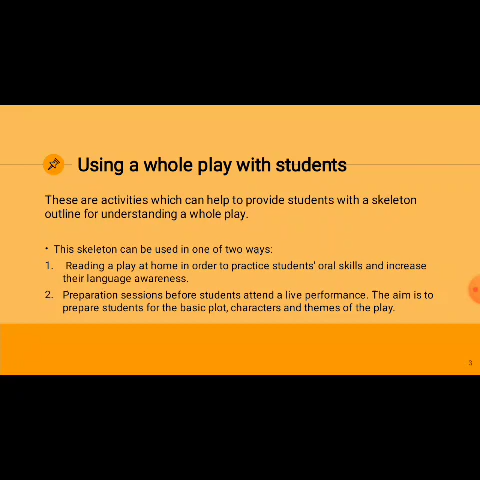 Using a whole play with students
These are activities which can help to provide students with a skeleton
outline for understanding a whole play.
• This skeleton can be used in one of two ways:
1. Reading a play at home in order to practice students' oral skills and increase
their language awareness.
2. Preparation sessions before students attend a live performance. The aim is to
prepare students for the basic plot, characters and themes of the play.
3